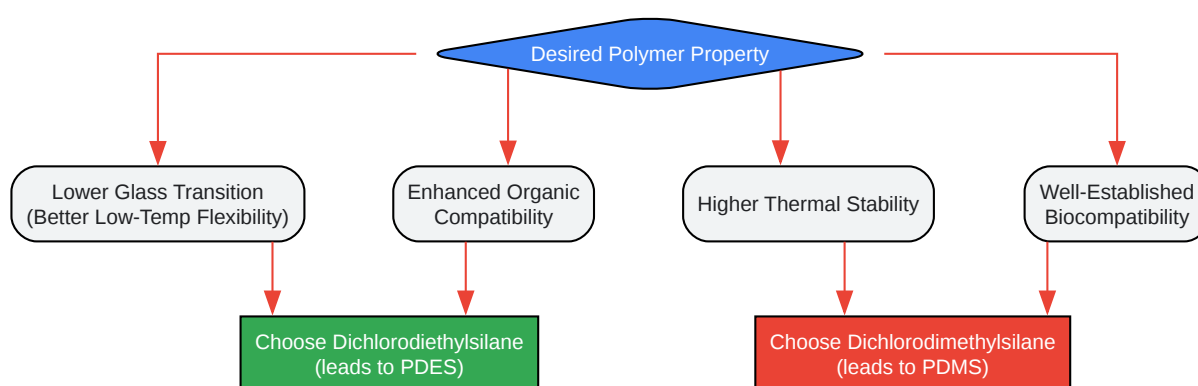 Desired Polymer Property
Lower Glass Transition
(Better Low-Temp Flexibility)
Enhanced Organic
Compatibility
Higher Thermal Stability
Well-Established
Biocompatibility
Choose Dichlorodiethylsilane
(leads to PDES)
Choose Dichlorodimethylsilane
(leads to PDMS)